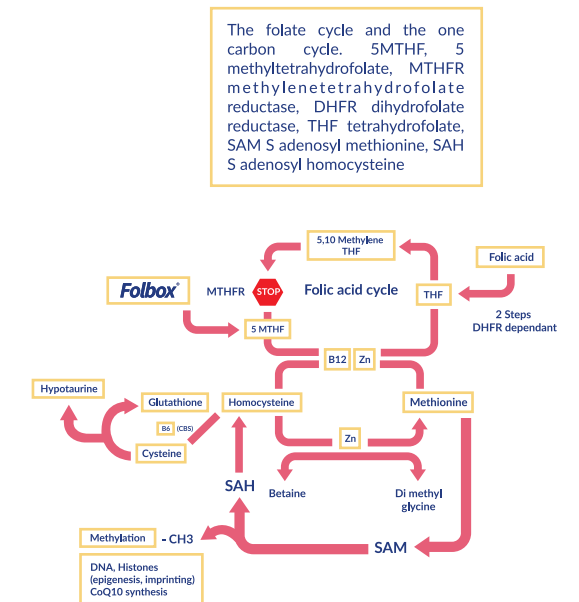 The folate cycle and the one
carbon cycle. 5MTHF, 5
methyltetrahydrofolate, MTHFR
methylenetetrahydrofolate
reductase, DHFR dihydrofolate
reductase, THF tetrahydrofolate,
SAM S adenosyl methionine, SAH
S adenosyl homocysteine
5,10 Methylene
THF
Folic acid
Folbox®
MTHFR
STOP
Folic acid cycle
THF
2 Steps
DHFR dependant
5 MTHF
B12
Zn
Hypotaurine
Glutathione
Homocysteine
Methionine
B6
(CBS)
Cysteine
Zn
SAH
Betaine
Di methyl
glycine
Methylation
- CH3
SAM
DNA, Histones
(epigenesis, imprinting)
CoQ10 synthesis